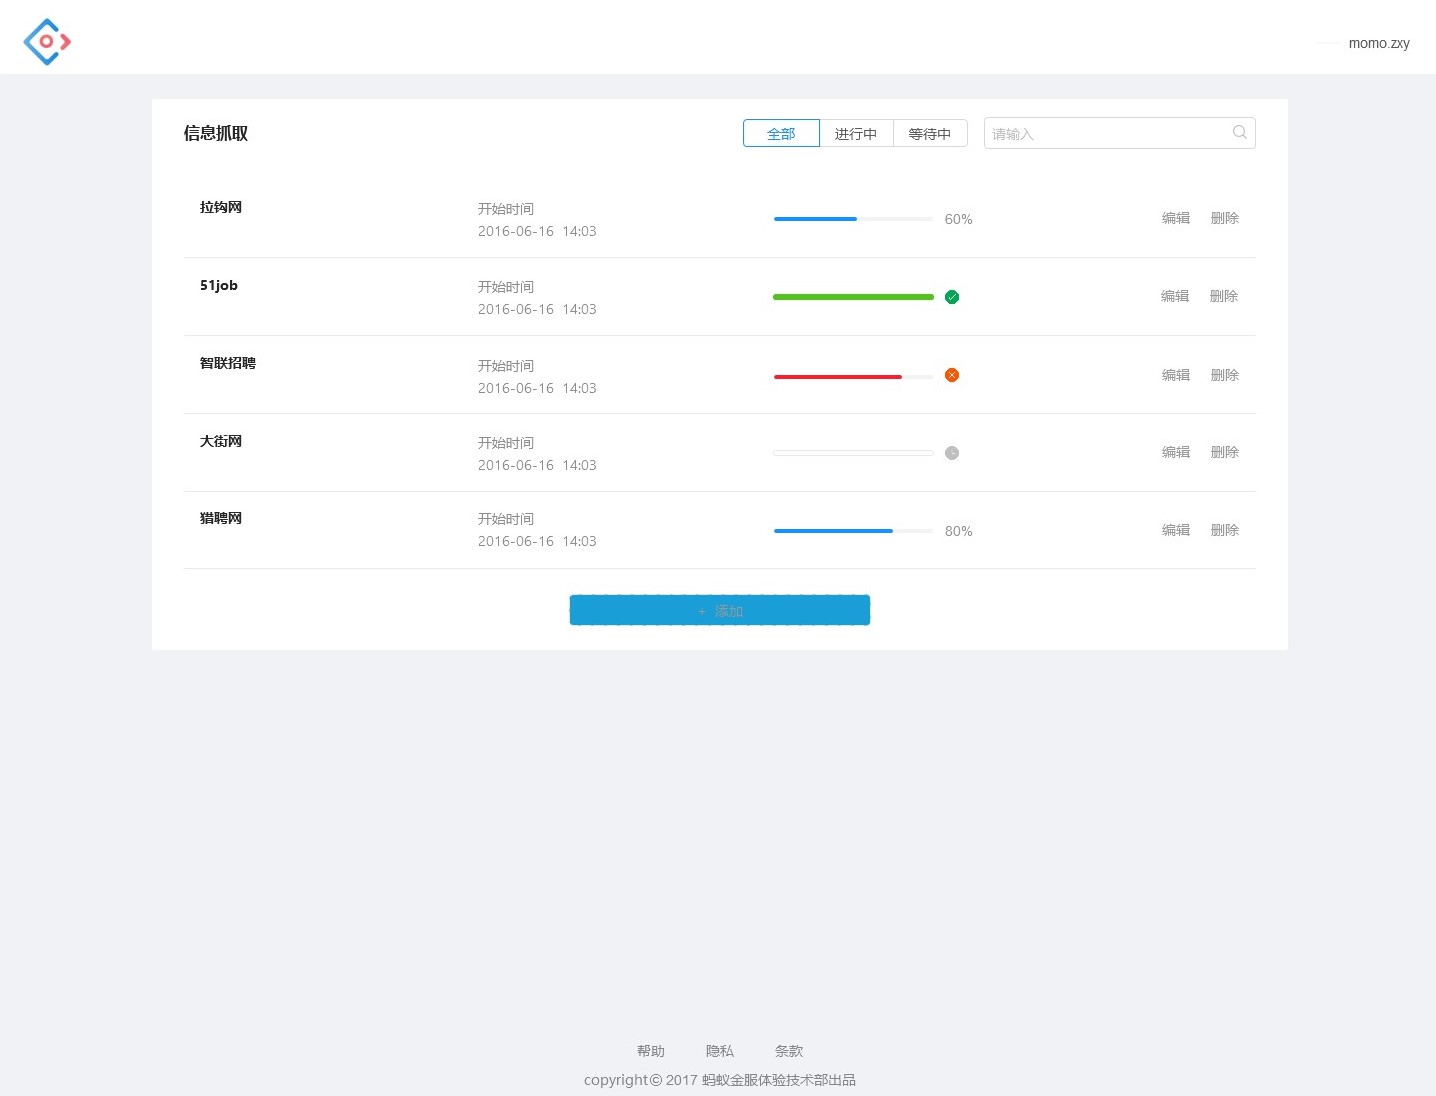 momo.zxy
信息抓取
全部 进行中 等待中 请输入
拉钩网 开始时间 60% 编辑 删除
2016-06-16 14:03
51job 开始时间 编辑 删除
2016-06-16 14:03
智联招聘 开始时间 编辑 删除
2016-06-16 14:03
大街网 开始时间 编辑 删除
2016-06-16 14:03
猎聘网 开始时间 80% 编辑 删除
2016-06-16 14:03
+ 添加
帮助 隐私 条款
copyright© 2017 蚂蚁金服体验技术部出品